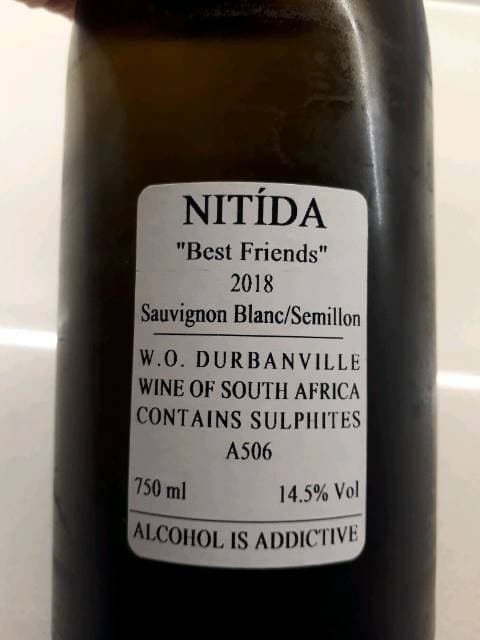 NITÍDA
"Best Friends"
2018
Sauvignon Blanc/Semillon
W.O. DURBANVILLE
WINE OF SOUTH AFRICA
CONTAINS SULPHITES
A506
750 ml 14.5% Vol
ALCOHOL IS ADDICTIVE